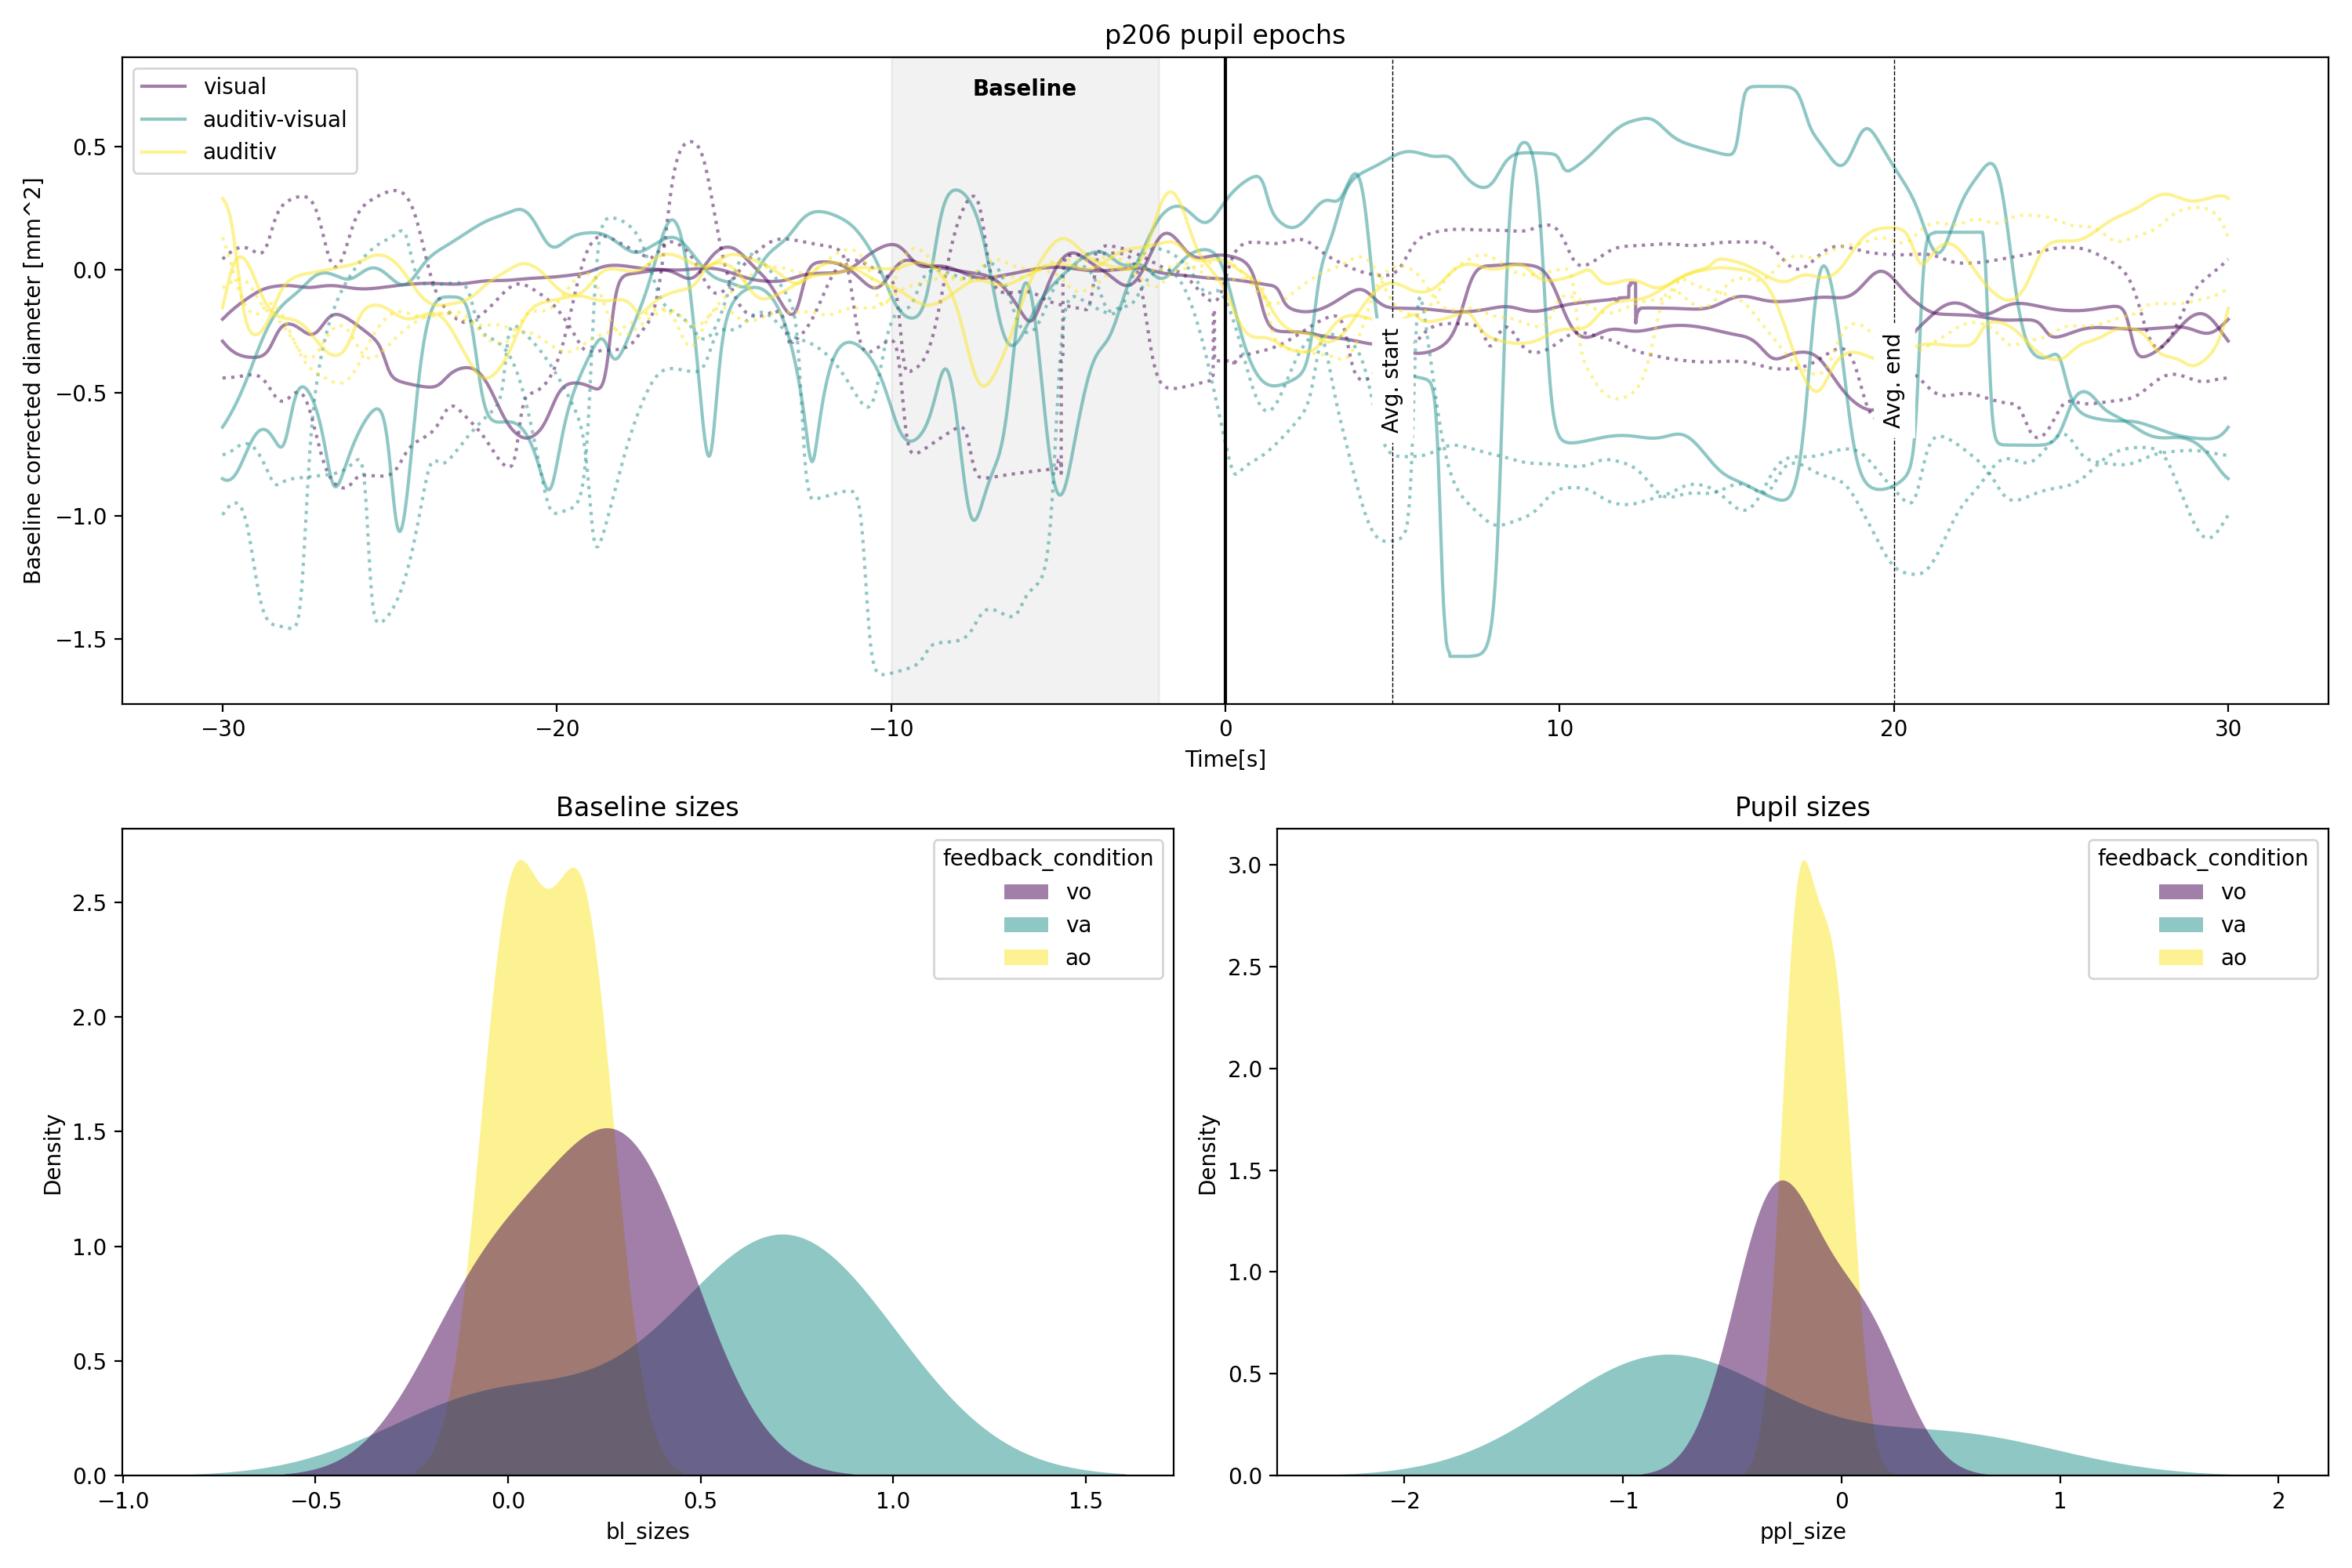 p206 pupil epochs
visual
auditiv-visual
auditiv
Baseline
Avg. start
Avg. end
Baseline corrected diameter [mm^2]
0.5
0.0
−0.5
−1.0
−1.5
−30
−20
−10
0
10
20
30
Time[s]
Baseline sizes
feedback_condition
vo
va
ao
Density
2.5
2.0
1.5
1.0
0.5
0.0
−1.0
−0.5
0.0
0.5
1.0
1.5
bl_sizes
Pupil sizes
feedback_condition
vo
va
ao
Density
3.0
2.5
2.0
1.5
1.0
0.5
0.0
−2
−1
0
1
2
ppl_size